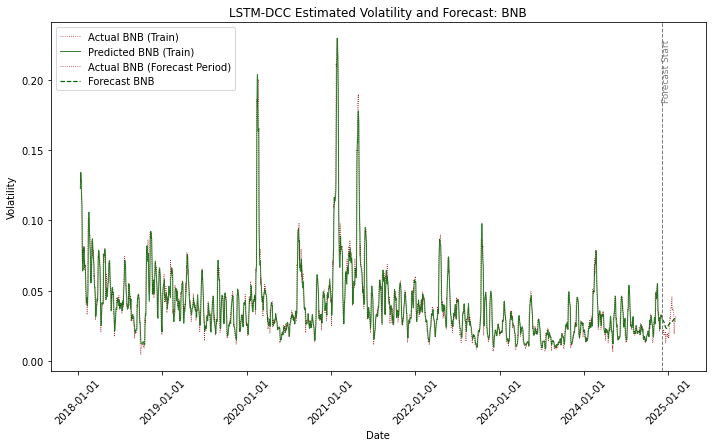 LSTM-DCC Estimated Volatility and Forecast: BNB
Actual BNB (Train)
Predicted BNB (Train)
Actual BNB (Forecast Period)
Forecast BNB
Forecast Start
Volatility
0.20
0.15
0.10
0.05
0.00
2018-01-01
2019-01-01
2020-01-01
2021-01-01
2022-01-01
2023-01-01
2024-01-01
2025-01-01
Date